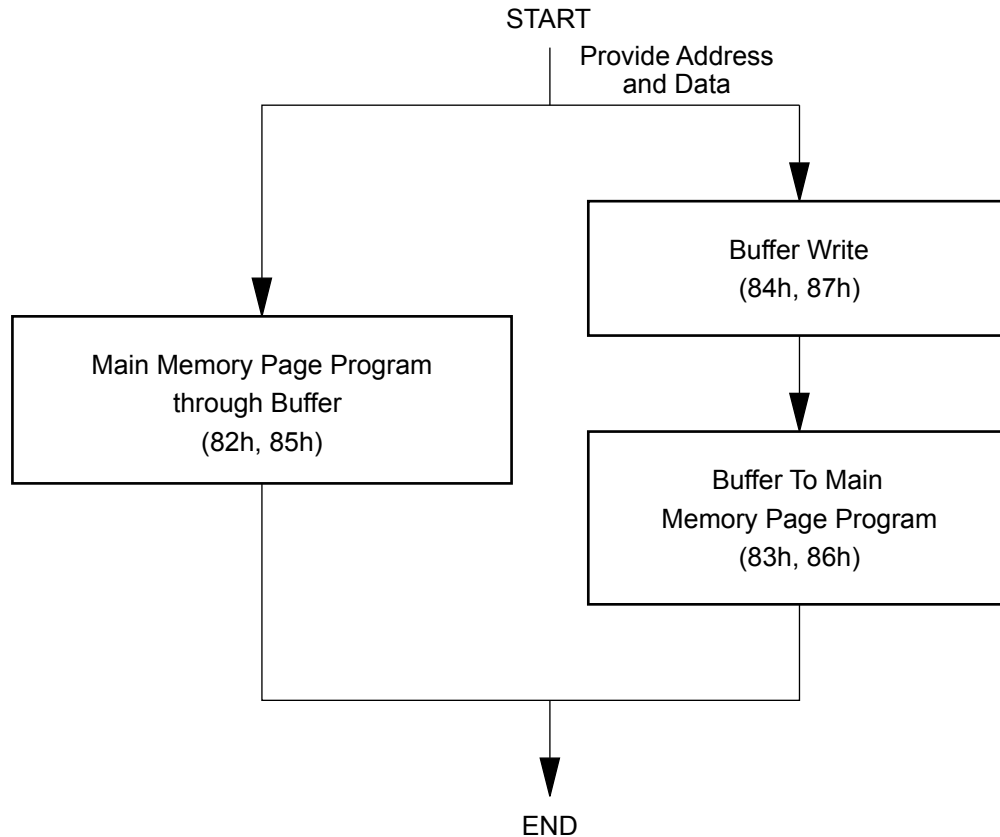 START
Provide Address
and Data
Buffer Write
(84h, 87h)
Main Memory Page Program
through Buffer
(82h, 85h)
Buffer To Main
Memory Page Program
(83h, 86h)
END